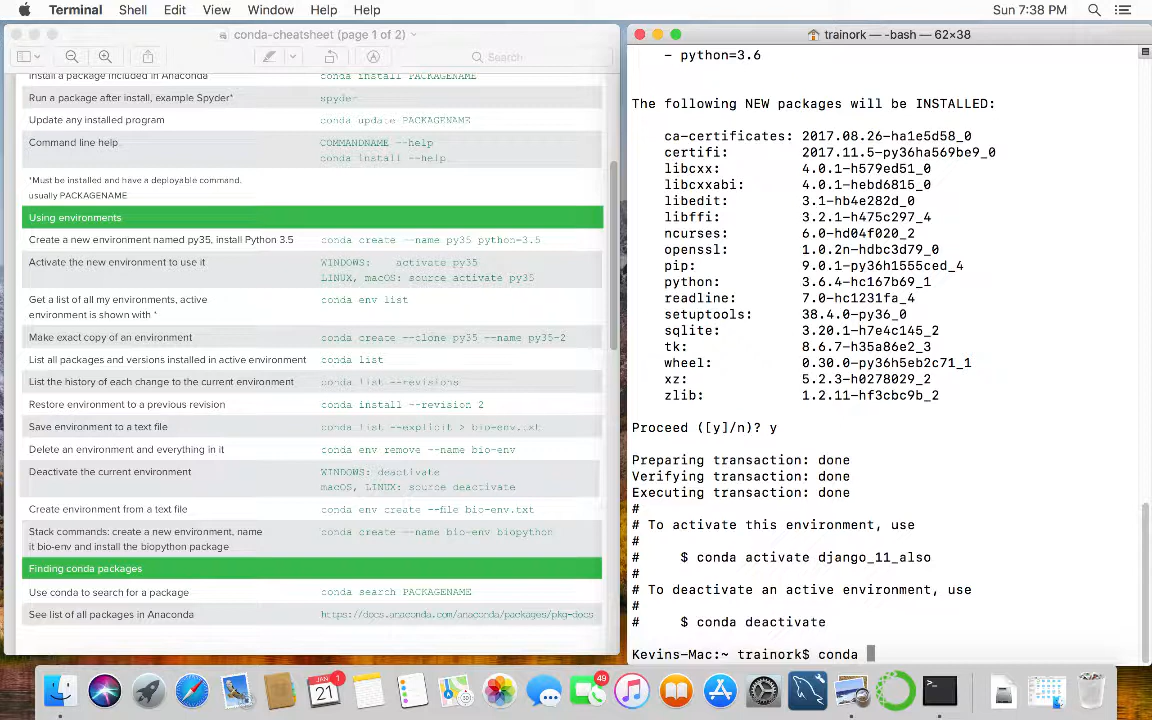 Terminal Shell Edit View Window Help Help Sun 7:38 PM
conda-cheatsheet (page 1 of 2)
Search
Install a package included in Anaconda conda install PACKAGENAME
Run a package after install, example Spyder* spyder
Update any installed program conda update PACKAGENAME
Command line help COMMANDNAME --help
conda install --help
*Must be installed and have a deployable command,
usually PACKAGENAME
Using environments
Create a new environment named py35, install Python 3.5 conda create --name py35 python=3.5
Activate the new environment to use it WINDOWS: activate py35
LINUX, macOS: source activate py35
Get a list of all my environments, active conda env list
environment is shown with *
Make exact copy of an environment conda create --clone py35 --name py35-2
List all packages and versions installed in active environment conda list
List the history of each change to the current environment conda list --revisions
Restore environment to a previous revision conda install --revision 2
Save environment to a text file conda list --explicit > bio-env.txt
Delete an environment and everything in it conda env remove --name bio-env
Deactivate the current environment WINDOWS: deactivate
macOS, LINUX: source deactivate
Create environment from a text file conda env create --file bio-env.txt
Stack commands: create a new environment, name conda create --name bio-env biopython
it bio-env and install the biopython package
Finding conda packages
Use conda to search for a package conda search PACKAGENAME
See list of all packages in Anaconda https://docs.anaconda.com/anaconda/packages/pkg-docs
trainork — -bash — 62×38
- python=3.6
The following NEW packages will be INSTALLED:
ca-certificates: 2017.08.26-ha1e5d58_0
certifi: 2017.11.5-py36ha569be9_0
libcxx: 4.0.1-h579ed51_0
libcxxabi: 4.0.1-hebd6815_0
libedit: 3.1-hb4e282d_0
libffi: 3.2.1-h475c297_4
ncurses: 6.0-hd04f020_2
openssl: 1.0.2n-hdbc3d79_0
pip: 9.0.1-py36h1555ced_4
python: 3.6.4-hc167b69_1
readline: 7.0-hc1231fa_4
setuptools: 38.4.0-py36_0
sqlite: 3.20.1-h7e4c145_2
tk: 8.6.7-h35a86e2_3
wheel: 0.30.0-py36h5eb2c71_1
xz: 5.2.3-h0278029_2
zlib: 1.2.11-hf3cbc9b_2
Proceed ([y]/n)? y
Preparing transaction: done
Verifying transaction: done
Executing transaction: done
#
# To activate this environment, use
#
# $ conda activate django_11_also
#
# To deactivate an active environment, use
#
# $ conda deactivate
Kevins-Mac:~ trainork$ conda
JAN
21
1
49